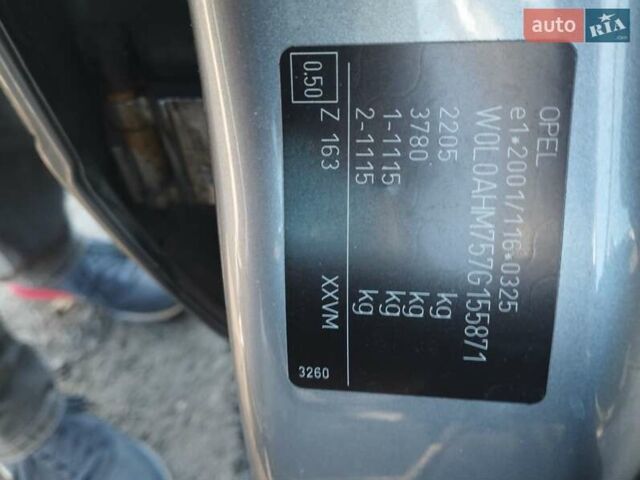 OPEL
e1*2001/116*0325
W0L0AHM757G155871
2205 kg
3780 kg
1-1115 kg
2-1115 kg
0.50 Z 163 XXVM
3260
auto RIA
.com